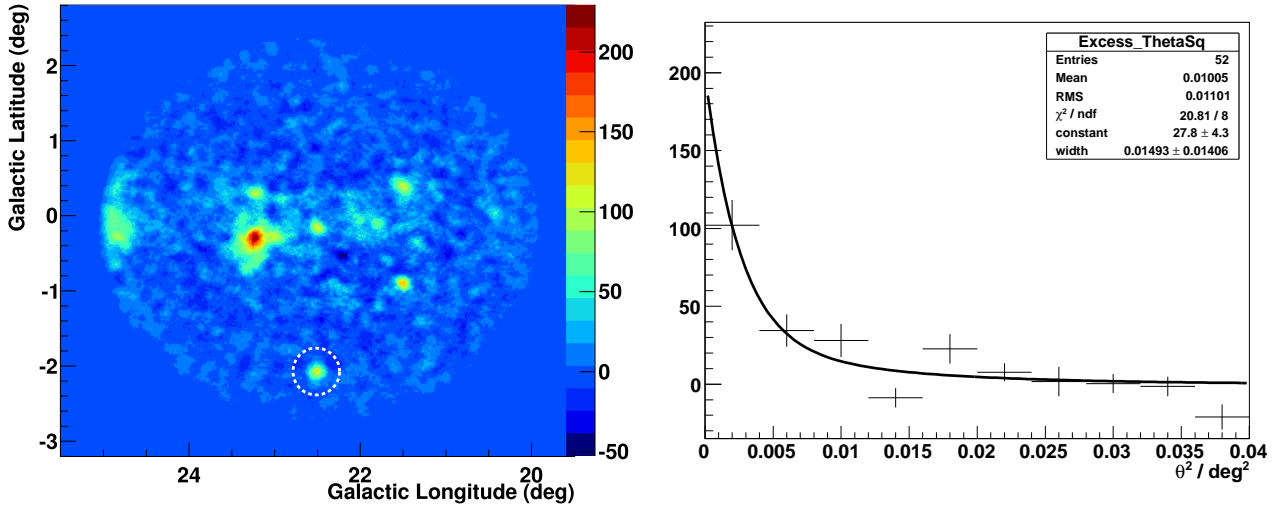 Galactic Latitude (deg)
2
1
0
-1
-2
-3
24
22
20
Galactic Longitude (deg)
200
150
100
50
0
-50
200
150
100
50
0
0
0.005
0.01
0.015
0.02
0.025
0.03
0.035
0.04
θ² / deg²
Excess_ThetaSq
Entries 52
Mean 0.01005
RMS 0.01101
χ² / ndf 20.81 / 8
constant 27.8 ± 4.3
width 0.01493 ± 0.01406